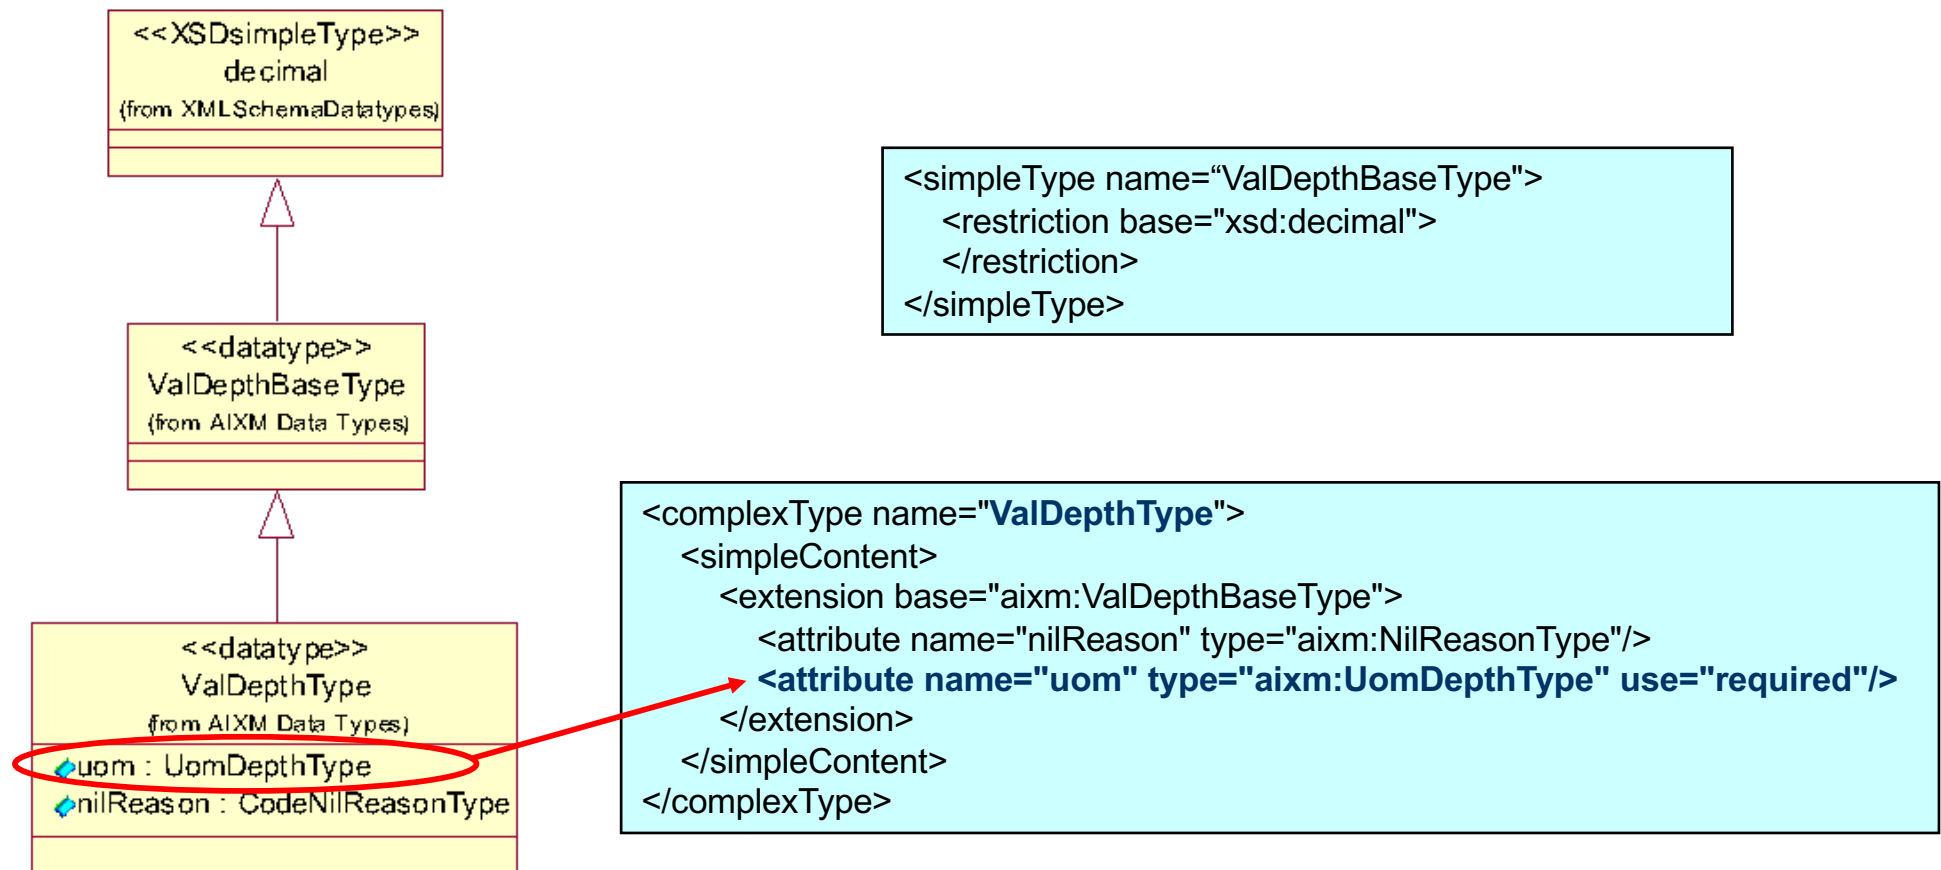 <<XSDsimpleType>>
decimal
(from XMLSchemaDatatypes)
<<datatype>>
ValDepthBaseType
(from AIXM Data Types)
<<datatype>>
ValDepthType
(from AIXM Data Types)
uom : UomDepthType
nilReason : CodeNilReasonType
<simpleType name=“ValDepthBaseType">
<restriction base="xsd:decimal">
</restriction>
</simpleType>
<complexType name="ValDepthType">
<simpleContent>
<extension base="aixm:ValDepthBaseType">
<attribute name="nilReason" type="aixm:NilReasonType"/>
<attribute name="uom" type="aixm:UomDepthType" use="required"/>
</extension>
</simpleContent>
</complexType>